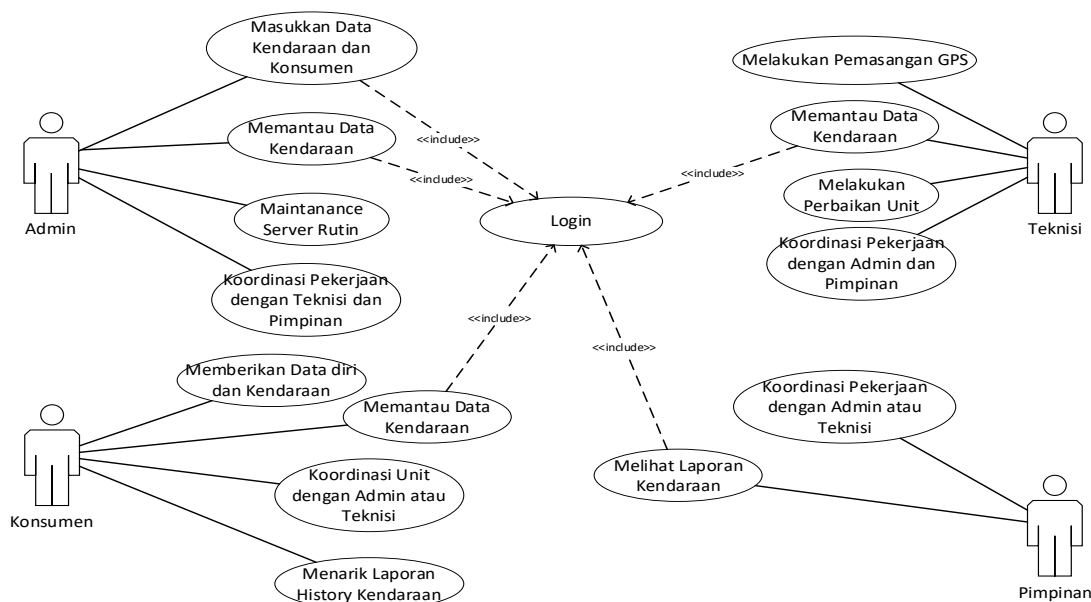 Masukkan Data
Kendaraan dan
Konsumen
Melakukan Pemasangan GPS
Memantau Data
Kendaraan
<<include>>
Memantau Data
Kendaraan
<<include>>
<<include>>
Maintanance
Server Rutin
Login
Melakukan
Perbaikan Unit
Admin
Teknisi
Koordinasi Pekerjaan
dengan Teknisi dan
Pimpinan
Koordinasi Pekerjaan
dengan Admin dan
Pimpinan
<<include>>
<<include>>
Memberikan Data diri
dan Kendaraan
Memantau Data
Kendaraan
Koordinasi Pekerjaan
dengan Admin atau
Teknisi
Melihat Laporan
Kendaraan
Koordinasi Unit
dengan Admin atau
Teknisi
Konsumen
Menarik Laporan
History Kendaraan
Pimpinan